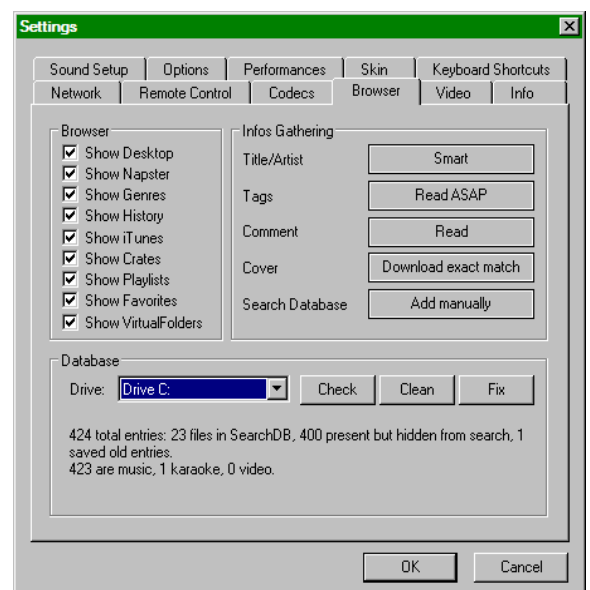 Settings
Sound Setup Options Performances Skin Keyboard Shortcuts
Network Remote Control Codecs Browser Video Info
Browser
Show Desktop
Show Napster
Show Genres
Show History
Show iTunes
Show Crates
Show Playlists
Show Favorites
Show VirtualFolders
Infos Gathering
Title/Artist Smart
Tags Read ASAP
Comment Read
Cover Download exact match
Search Database Add manually
Database
Drive: Drive C: Check Clean Fix
424 total entries: 23 files in SearchDB, 400 present but hidden from search, 1
saved old entries.
423 are music, 1 karaoke, 0 video.
OK Cancel